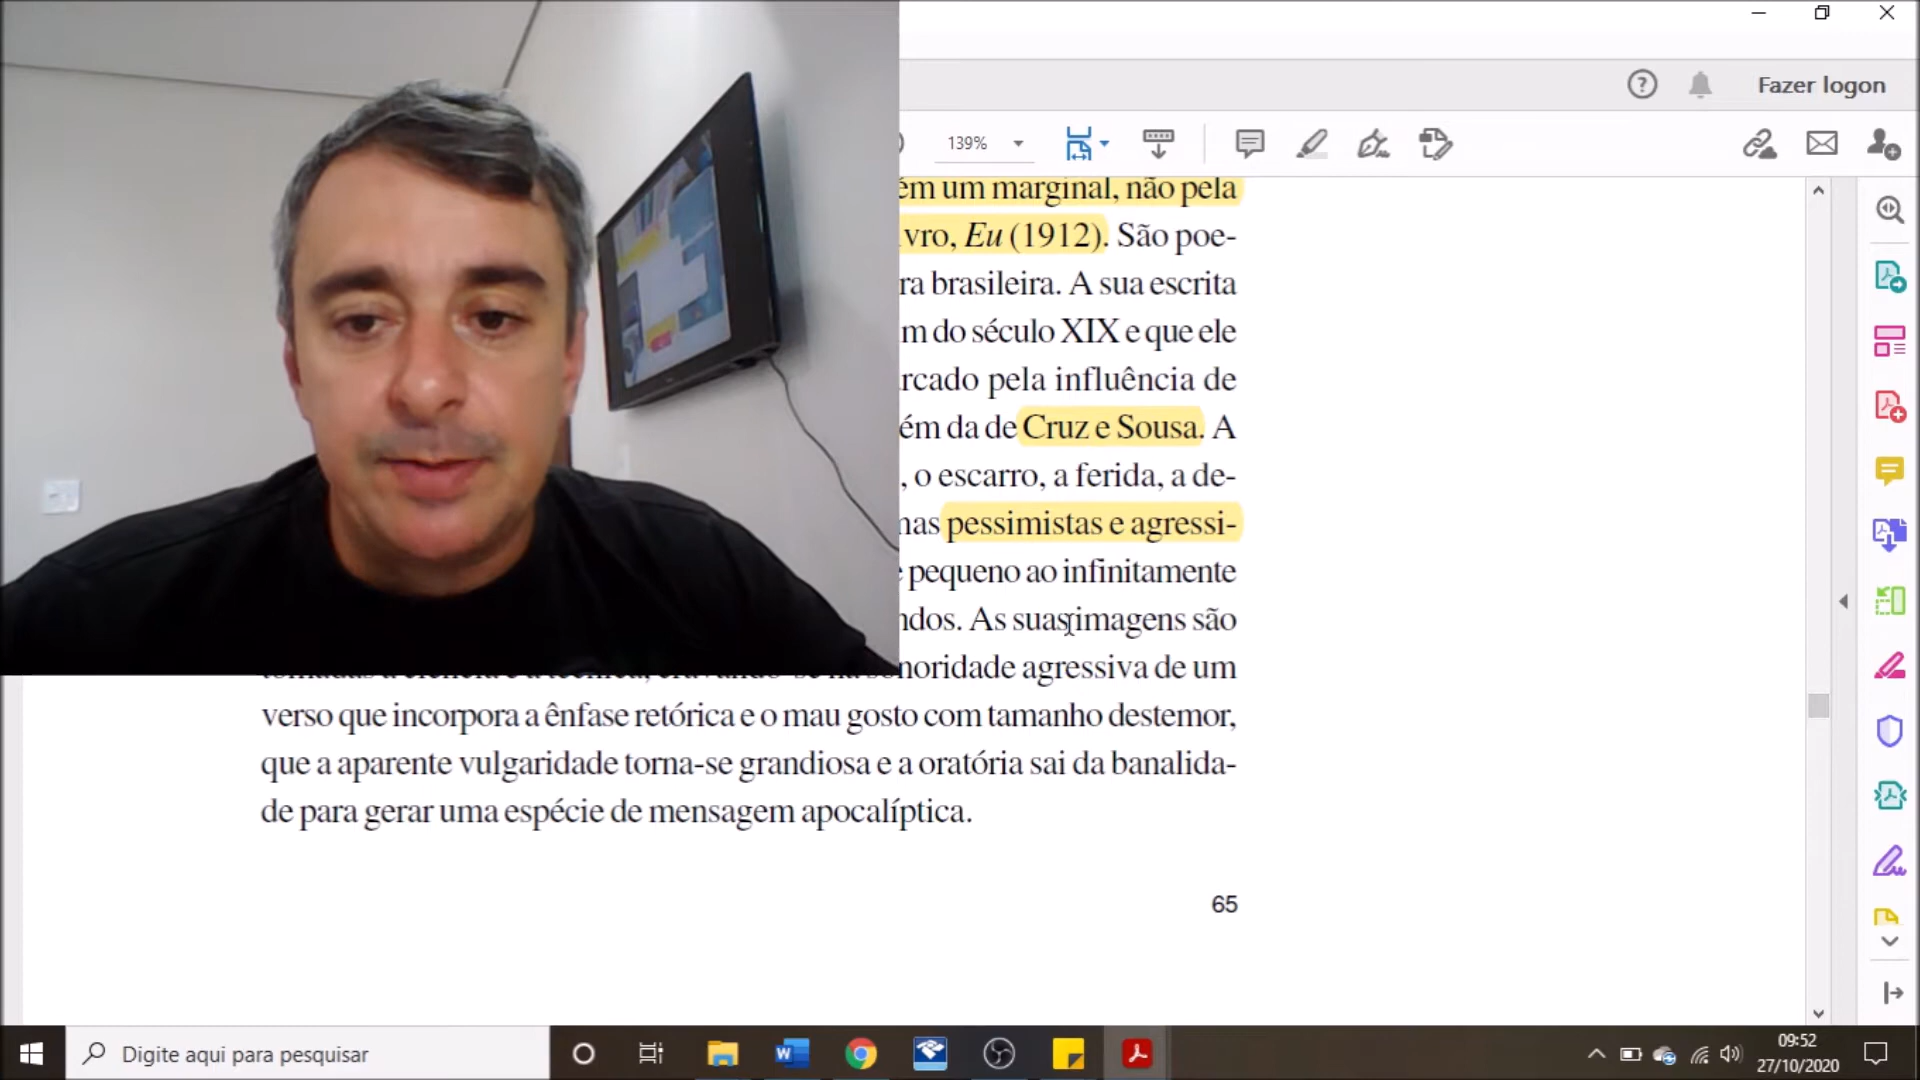 Fazer logon
139%
ém um marginal, não pela
vro, Eu (1912). São poe-
ra brasileira. A sua escrita
m do século XIX e que ele
rcado pela influência de
ém da de Cruz e Sousa. A
, o escarro, a ferida, a de-
mas pessimistas e agressi-
e pequeno ao infinitamente
ndos. As suas imagens são
noridade agressiva de um
verso que incorpora a ênfase retórica e o mau gosto com tamanho destemor,
que a aparente vulgaridade torna-se grandiosa e a oratória sai da banalida-
de para gerar uma espécie de mensagem apocalíptica.
65
Digite aqui para pesquisar
09:52
27/10/2020